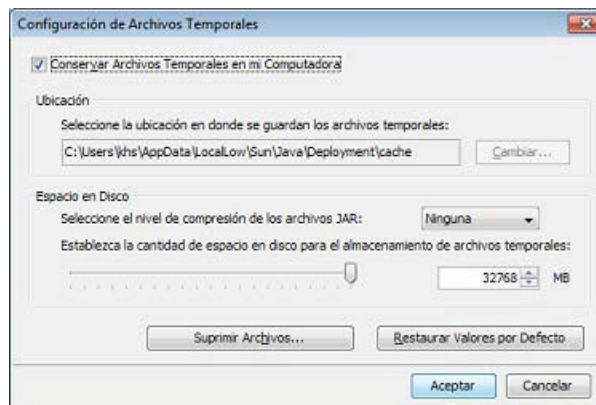 Configuración de Archivos Temporales
Conservar Archivos Temporales en mi Computadora
Ubicación
Seleccione la ubicación en donde se guardan los archivos temporales:
C:\Users\khs\AppData\LocalLow\Sun\Java\Deployment\cache
Cambiar...
Espacio en Disco
Seleccione el nivel de compresión de los archivos JAR:
Ninguna
Establezca la cantidad de espacio en disco para el almacenamiento de archivos temporales:
32768 MB
Suprimir Archivos...
Restaurar Valores por Defecto
Aceptar
Cancelar